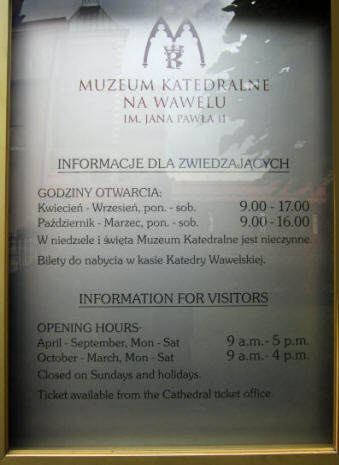 MUZEUM KATEDRALNE
NA WAWELU
IM. JANA PAWŁA II
INFORMACJE DLA ZWIEDZAJĄCYCH
GODZINY OTWARCIA:
Kwiecień - Wrzesień, pon. - sob. 9.00 - 17.00
Październik - Marzec, pon. - sob. 9.00 - 16.00
W niedziele i święta Muzeum Katedralne jest nieczynne.
Bilety do nabycia w kasie Katedry Wawelskiej.
INFORMATION FOR VISITORS
OPENING HOURS:
April - September, Mon - Sat 9 a.m. - 5 p.m.
October - March, Mon - Sat 9 a.m. - 4 p.m.
Closed on Sundays and holidays.
Ticket available from the Cathedral ticket office.